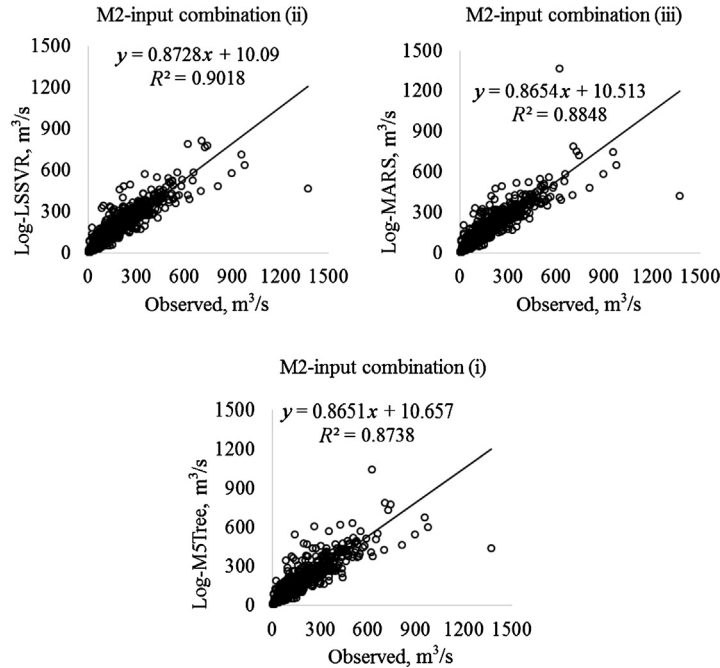 M2-input combination (ii)
y = 0.8728x + 10.09
R² = 0.9018
1500
1200
900
600
300
0
Log-LSSVR, m³/s
0 300 600 900 1200 1500
Observed, m³/s
M2-input combination (iii)
y = 0.8654x + 10.513
R² = 0.8848
1500
1200
900
600
300
0
Log-MARS, m³/s
0 300 600 900 1200 1500
Observed, m³/s
M2-input combination (i)
y = 0.8651x + 10.657
R² = 0.8738
1500
1200
900
600
300
0
Log-M5Tree, m³/s
0 300 600 900 1200 1500
Observed, m³/s